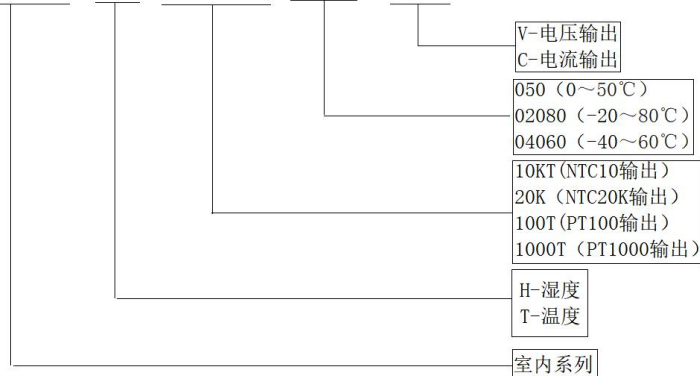 V-电压输出
C-电流输出
050（0～50℃）
02080（-20～80℃）
04060（-40～60℃）
10KT(NTC10输出）
20K（NTC20K输出）
100T(PT100输出）
1000T（PT1000输出）
H-湿度
T-温度
室内系列